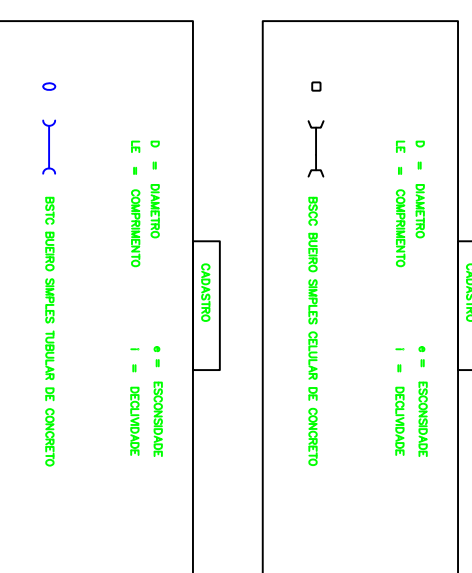 CADASTRO
D = DIAMETRO e = ESCONSIDADE
LE = COMPRIMENTO I = DECLIVIDADE
BSCC BUEIRO SIMPLES CELULAR DE CONCRETO
CADASTRO
D = DIAMETRO e = ESCONSIDADE
LE = COMPRIMENTO I = DECLIVIDADE
BSTC BUEIRO SIMPLES TUBULAR DE CONCRETO